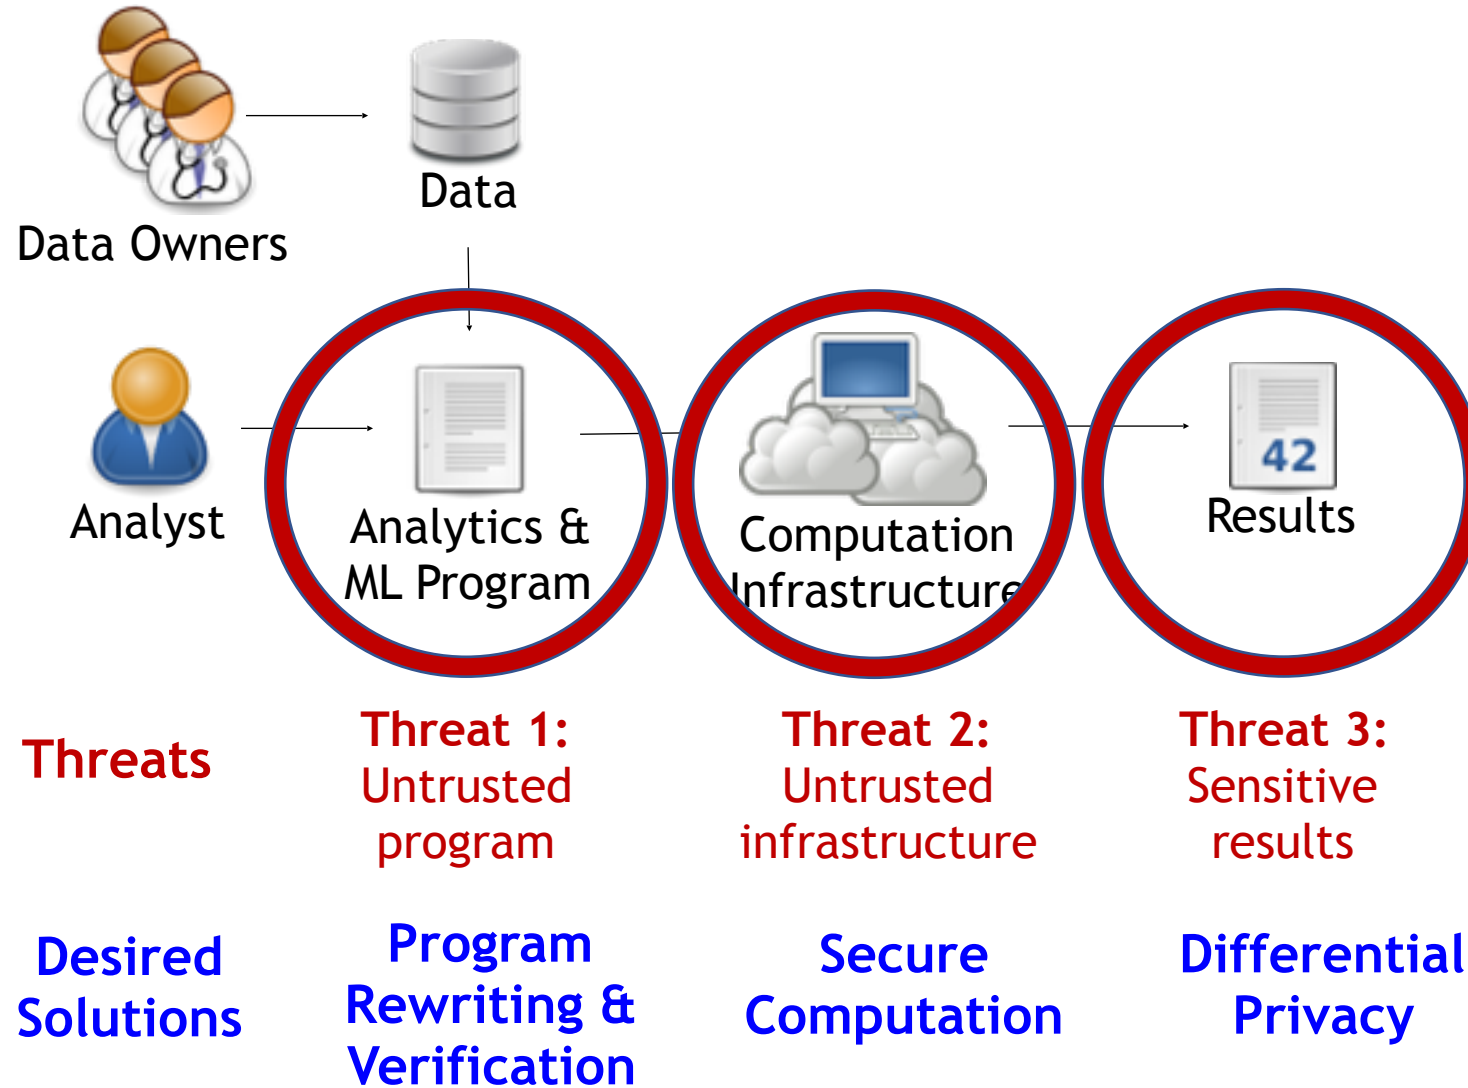 Data
Data Owners
Analyst
Analytics &
ML Program
Computation
Infrastructure
42
Results
Threats
Threat 1:
Untrusted
program
Threat 2:
Untrusted
infrastructure
Threat 3:
Sensitive
results
Desired
Solutions
Program
Rewriting &
Verification
Secure
Computation
Differential
Privacy